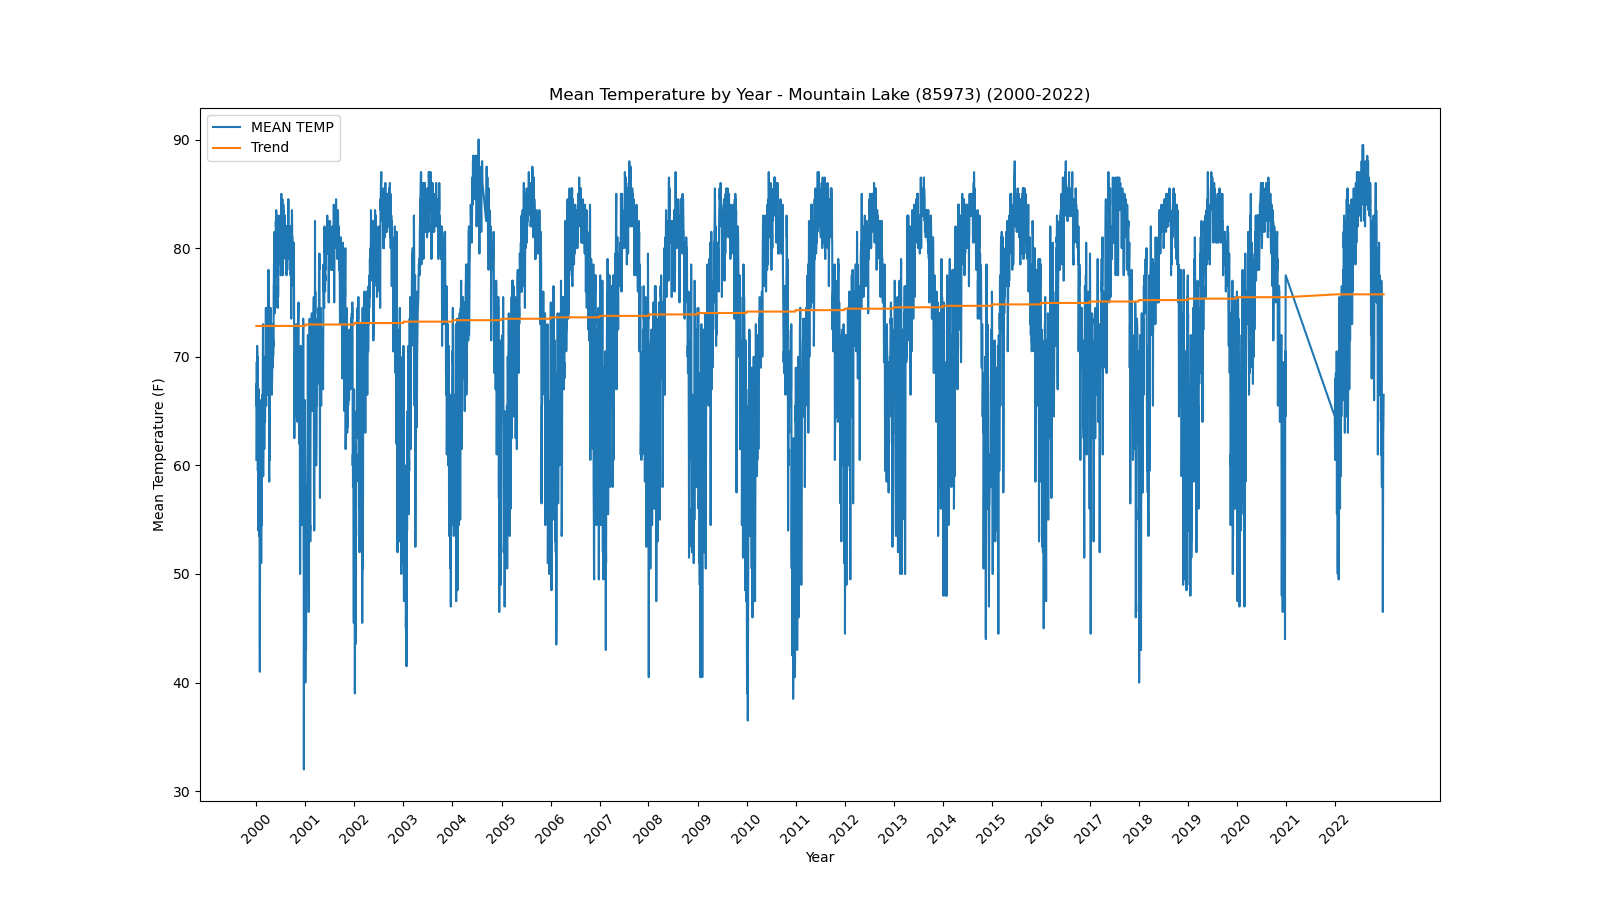 Mean Temperature by Year - Mountain Lake (85973) (2000-2022)
MEAN TEMP
Trend
90
80
70
60
50
40
30
Mean Temperature (F)
2000 2001 2002 2003 2004 2005 2006 2007 2008 2009 2010 2011 2012 2013 2014 2015 2016 2017 2018 2019 2020 2021 2022
Year